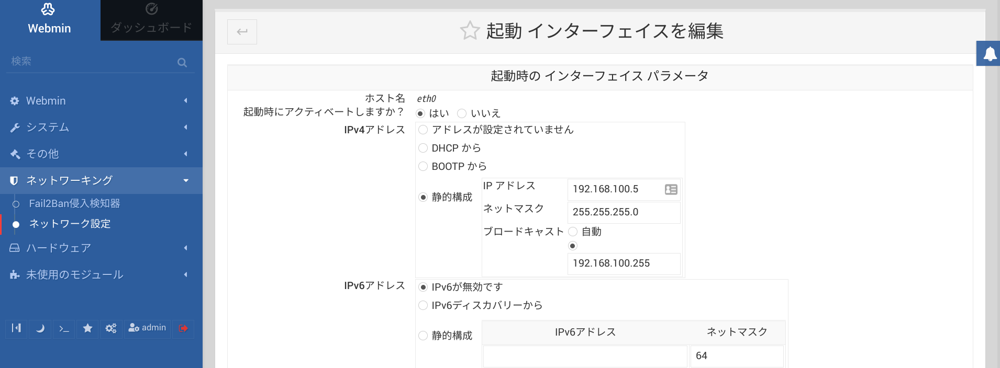 Webmin
ダッシュボード
検索
Webmin
システム
その他
ネットワーキング
Fail2Ban侵入検知器
ネットワーク設定
ハードウェア
未使用のモジュール
admin
起動 インターフェイスを編集
起動時の インターフェイス パラメータ
ホスト名 eth0
起動時にアクティベートしますか？ はい いいえ
IPv4アドレス アドレスが設定されていません
DHCP から
BOOTP から
静的構成
IP アドレス 192.168.100.5
ネットマスク 255.255.255.0
ブロードキャスト 自動
192.168.100.255
IPv6アドレス IPv6が無効です
IPv6ディスカバリーから
静的構成
IPv6アドレス ネットマスク
64